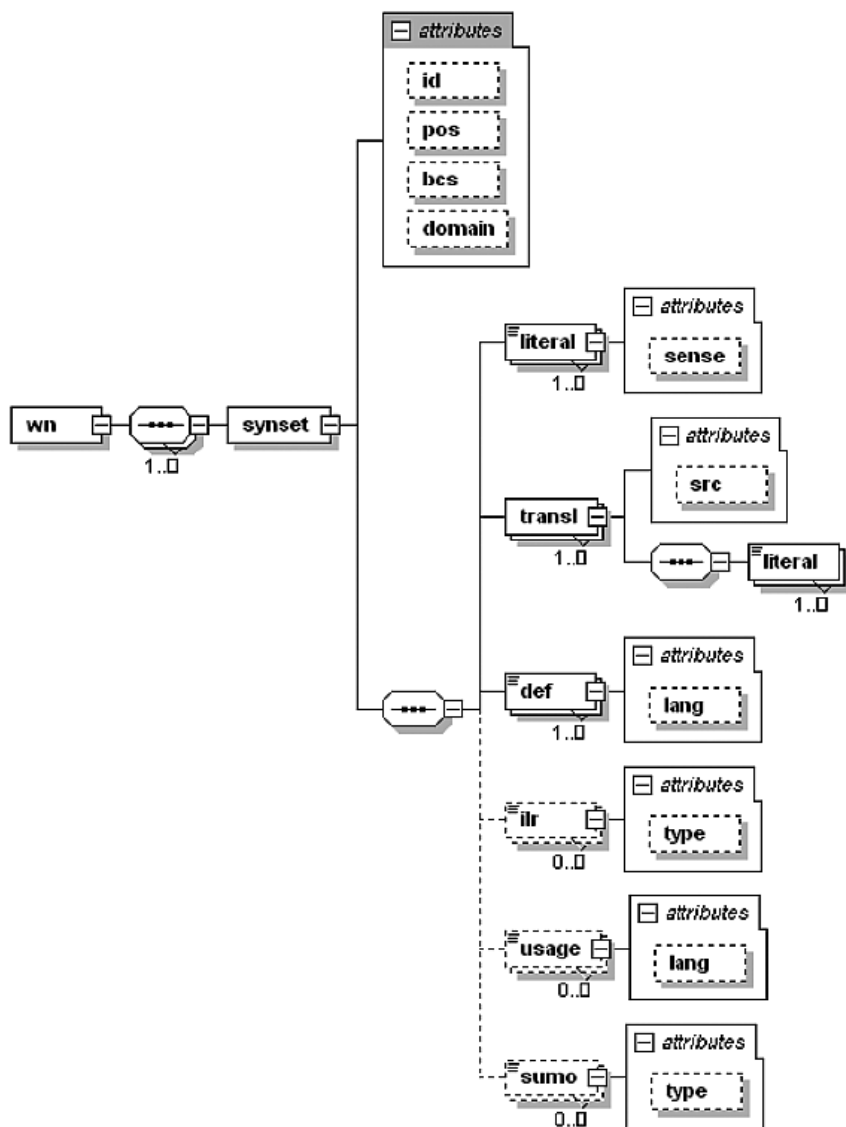 attributes
id
pos
bcs
domain
wn
1..▯
synset
literal
1..▯
attributes
sense
transl
1..▯
attributes
src
literal
1..▯
def
1..▯
attributes
lang
ilr
0..▯
attributes
type
usage
0..▯
attributes
lang
sumo
0..▯
attributes
type